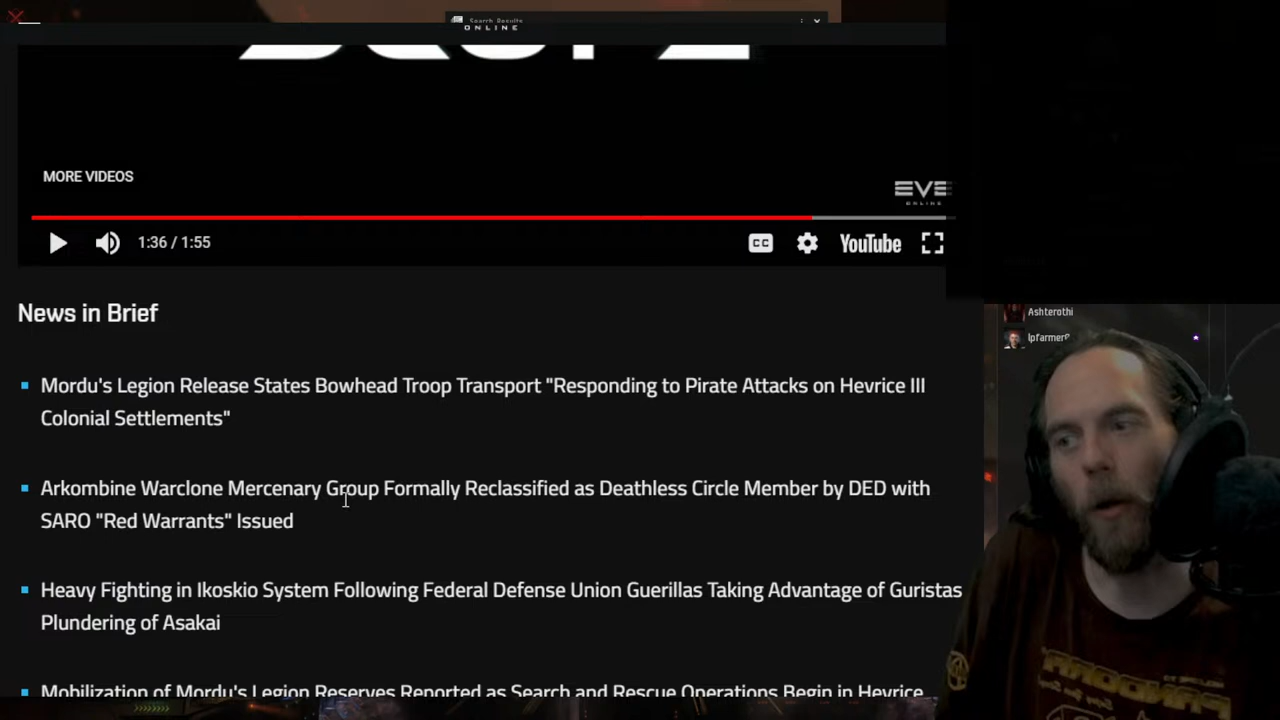 Search Results
ONLINE
MORE VIDEOS
EVE
ONLINE
1:36 / 1:55
CC
YouTube
News in Brief
Ashterothi
Mordu's Legion Release States Bowhead Troop Transport "Responding to Pirate Attacks on Hevrice III
Colonial Settlements"
Arkombine Warclone Mercenary Group Formally Reclassified as Deathless Circle Member by DED with
SARO "Red Warrants" Issued
Heavy Fighting in Ikoskio System Following Federal Defense Union Guerillas Taking Advantage of Guristas
Plundering of Asakai
Mobilization of Mordu's Legion Reserves Reported as Search and Rescue Operations Begin in Hevrice